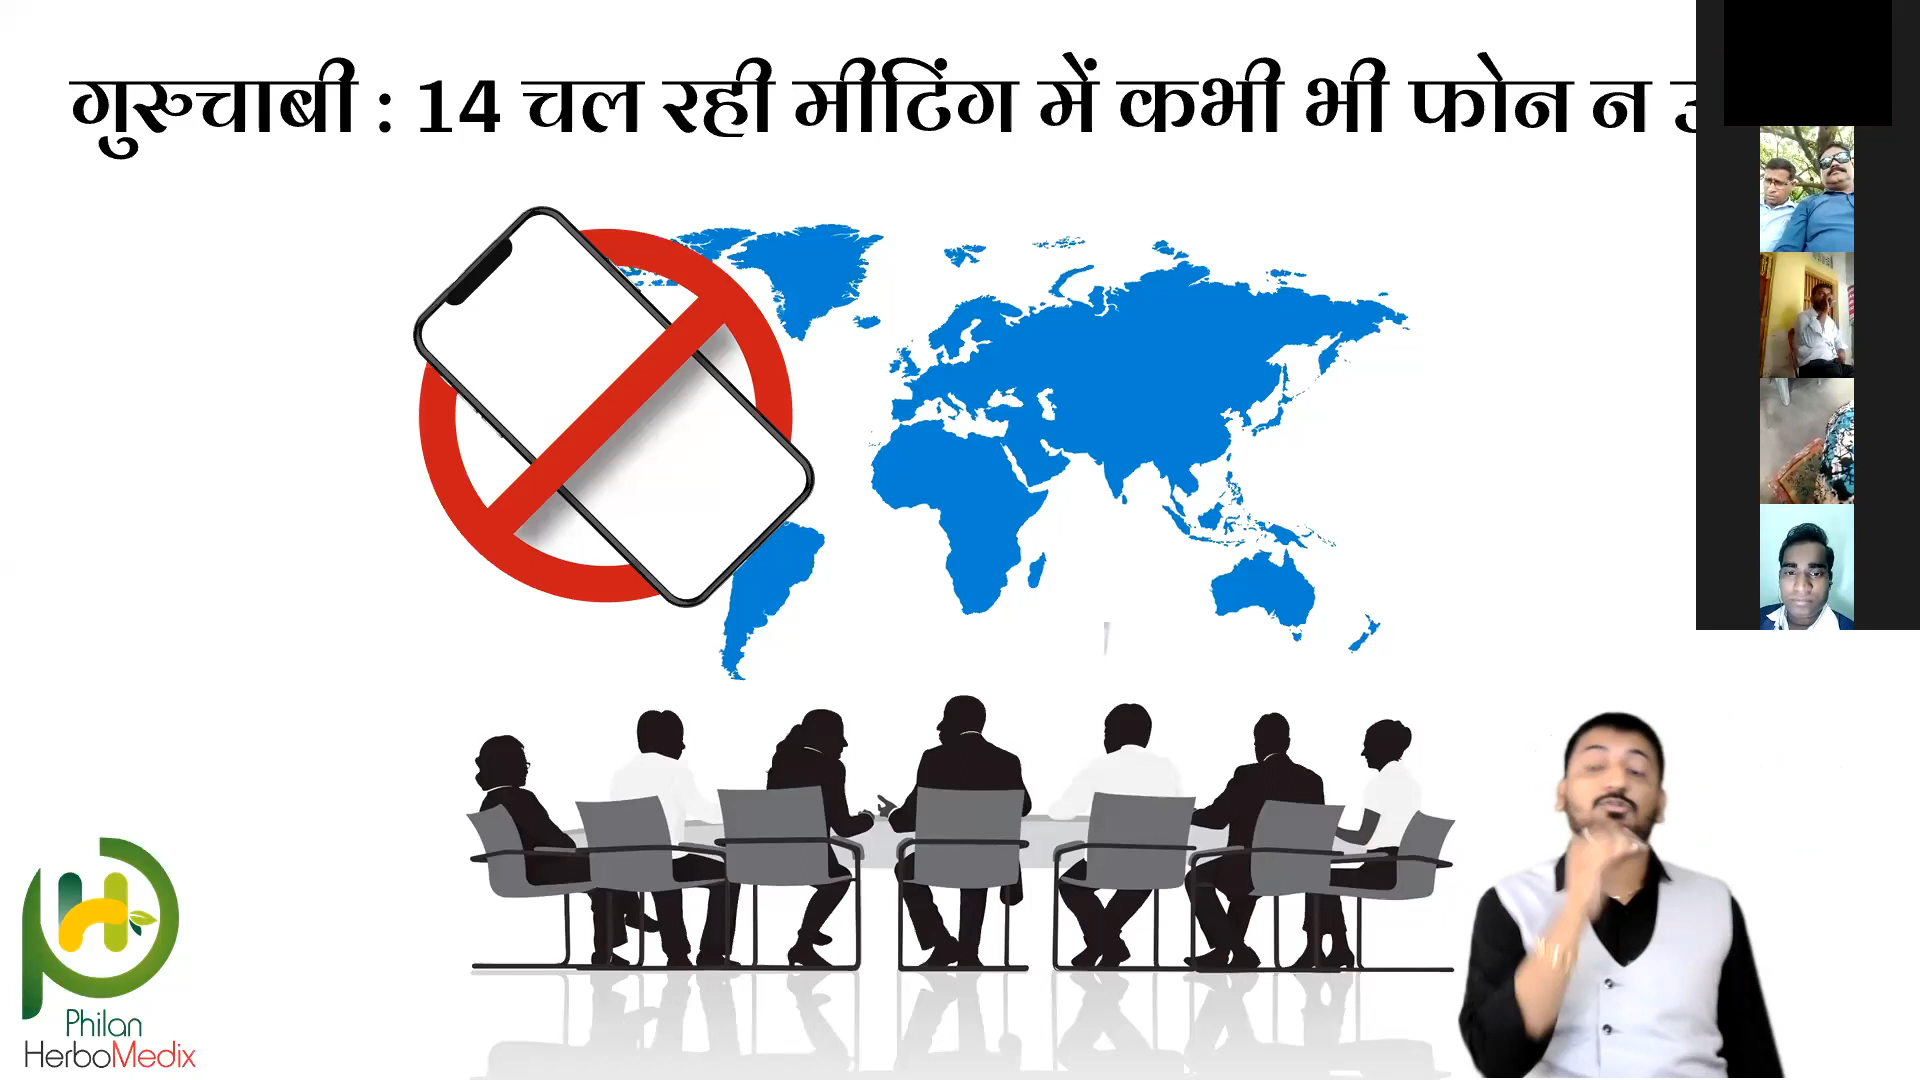 गुरुचाबी : 14 चल रही मीटिंग में कभी भी फोन न
Philan
HerboMedix